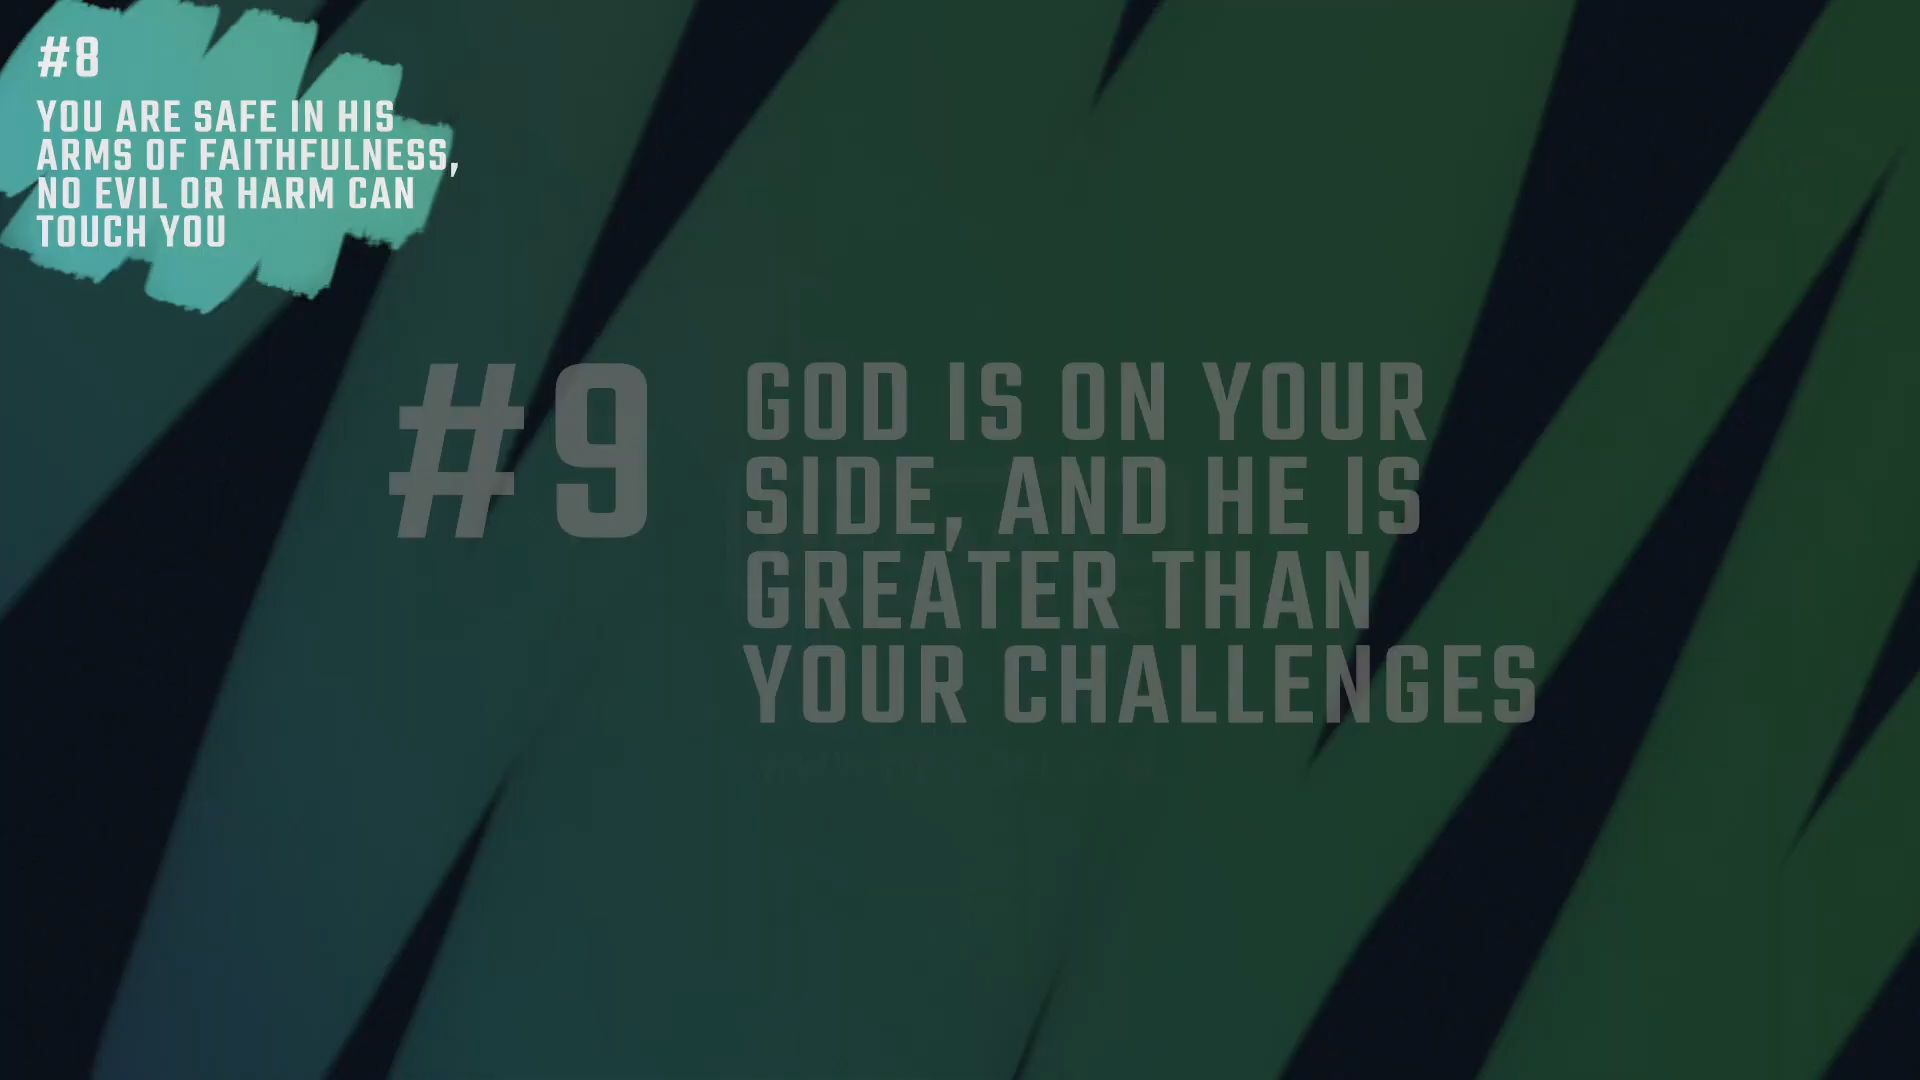 #8
YOU ARE SAFE IN HIS
ARMS OF FAITHFULNESS,
NO EVIL OR HARM CAN
TOUCH YOU
#9
GOD IS ON YOUR
SIDE, AND HE IS
GREATER THAN
YOUR CHALLENGES